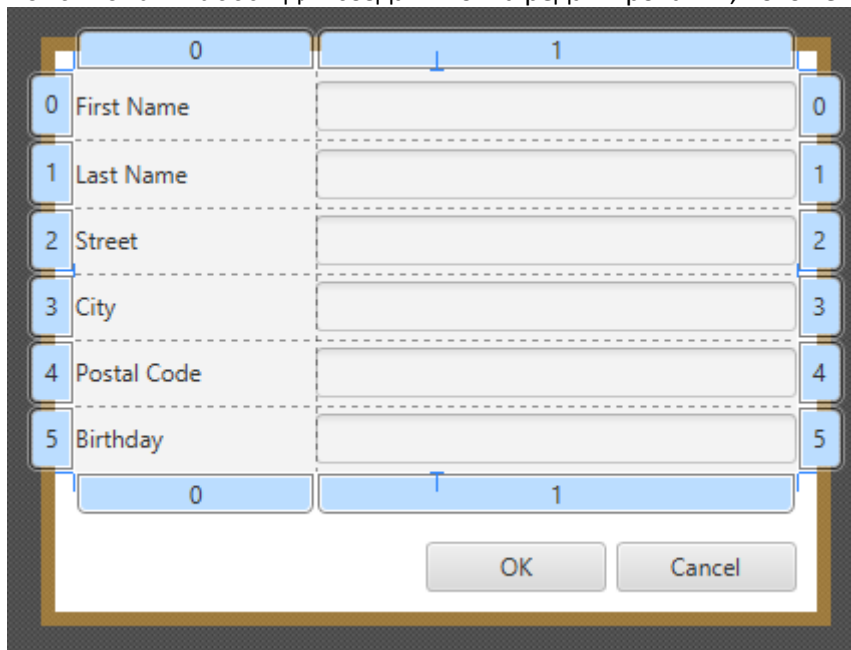 0 1
0 First Name 0
1 Last Name 1
2 Street 2
3 City 3
4 Postal Code 4
5 Birthday 5
0 1
OK Cancel